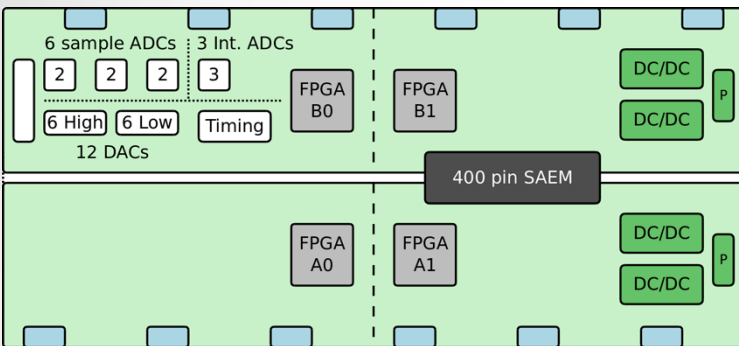 6 sample ADCs
3 Int. ADCs
2
2
2
3
6 High
6 Low
Timing
12 DACs
FPGA
B0
FPGA
B1
DC/DC
DC/DC
P
400 pin SAEM
FPGA
A0
FPGA
A1
DC/DC
DC/DC
P